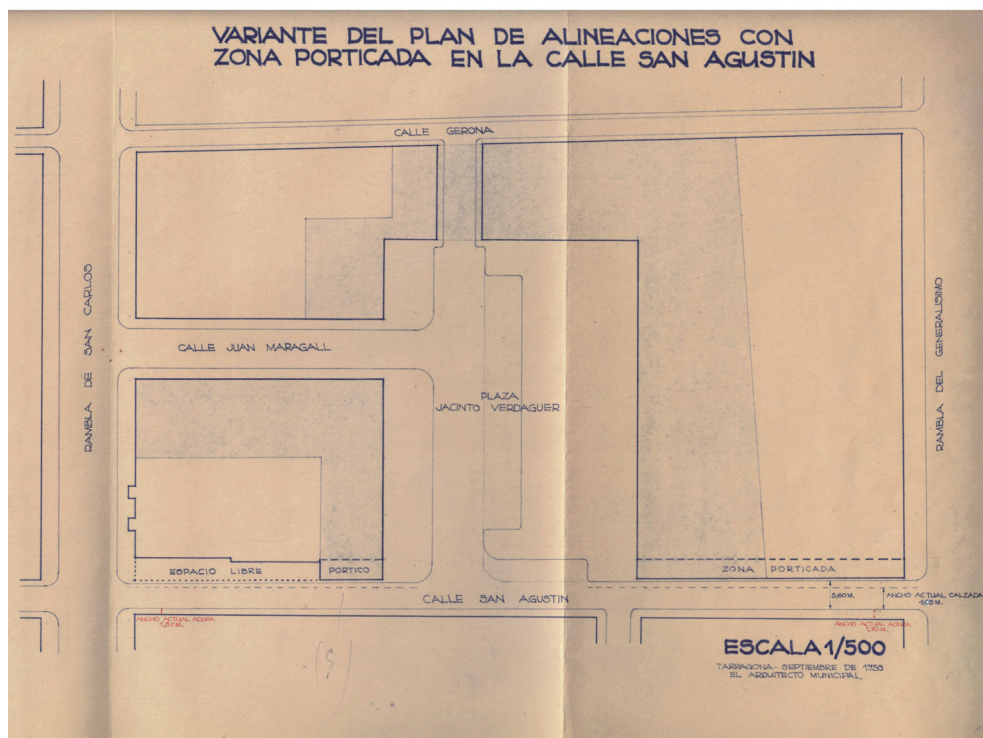 VARIANTE DEL PLAN DE ALINEACIONES CON
ZONA PORTICADA EN LA CALLE SAN AGUSTIN
CALLE GERONA
RAMBLA DE SAN CARLOS
RAMBLA DEL GENERALISIMO
CALLE JUAN MARAGALL
PLAZA
JACINTO VERDAGUER
ESPACIO LIBRE
PORTICO
ZONA PORTICADA
CALLE SAN AGUSTIN
ANCHO ACTUAL CALZADA
ANCHO ACTUAL ACERA
ANCHO ACTUAL ACERA
ESCALA 1/500
TARRAGONA.- SEPTIEMBRE DE
EL ARQUITECTO MUNICIPAL,